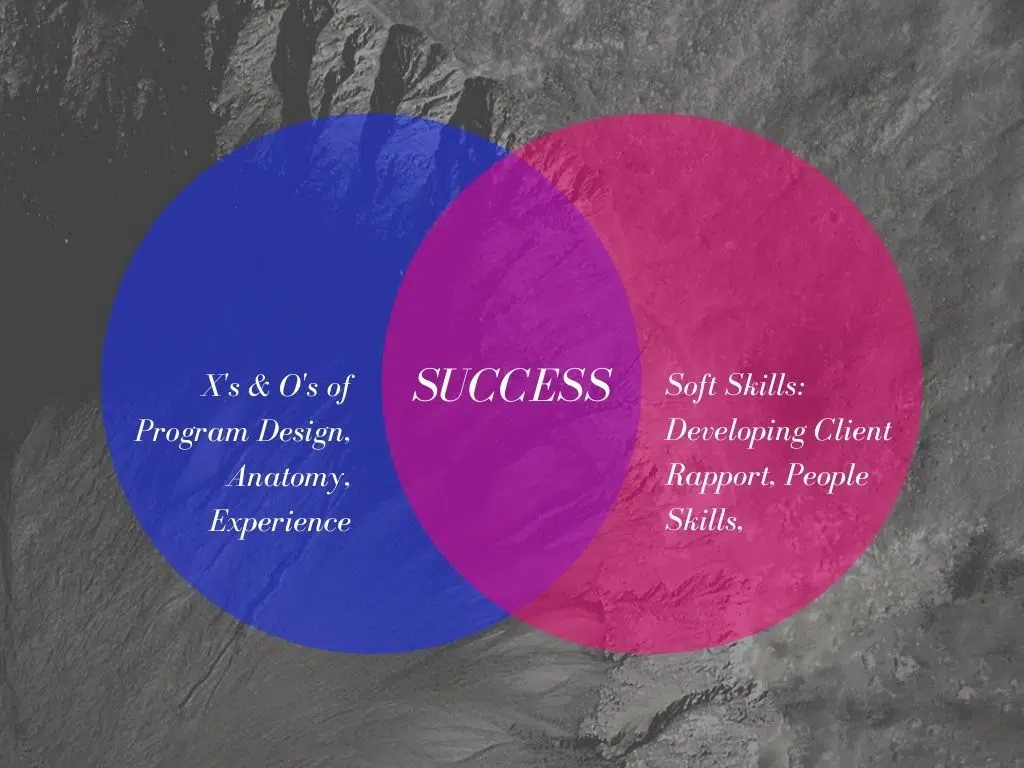 X's & O's of
Program Design,
Anatomy,
Experience
SUCCESS
Soft Skills:
Developing Client
Rapport, People
Skills,